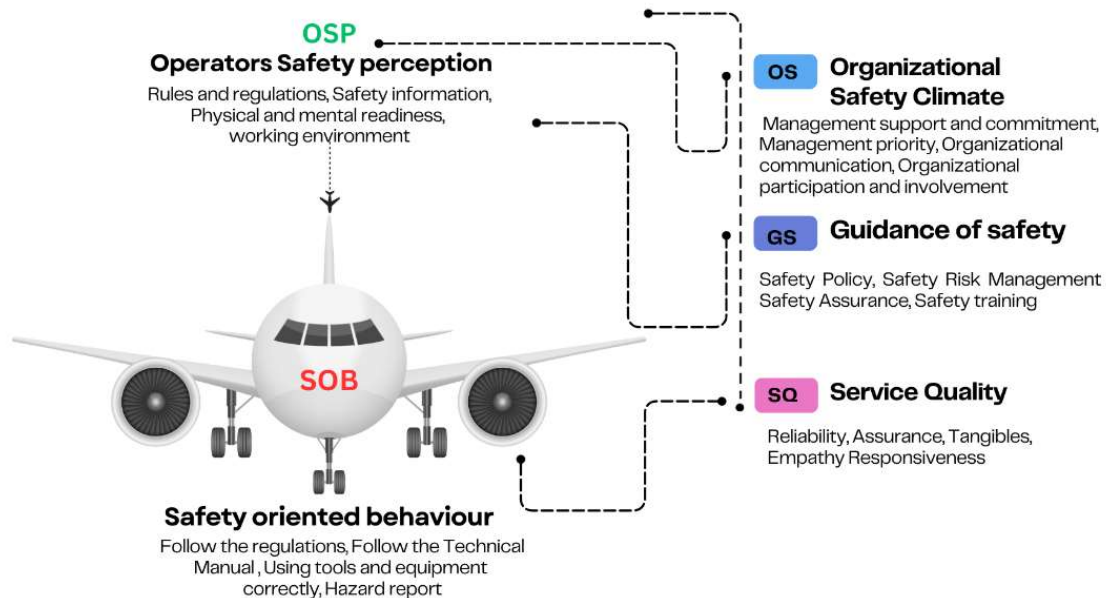 OSP
Operators Safety perception
Rules and regulations, Safety information,
Physical and mental readiness,
working environment
SOB
Safety oriented behaviour
Follow the regulations, Follow the Technical
Manual , Using tools and equipment
correctly, Hazard report
OS
Organizational
Safety Climate
Management support and commitment,
Management priority, Organizational
communication, Organizational
participation and involvement
GS
Guidance of safety
Safety Policy, Safety Risk Management
Safety Assurance, Safety training
SQ
Service Quality
Reliability, Assurance, Tangibles,
Empathy Responsiveness